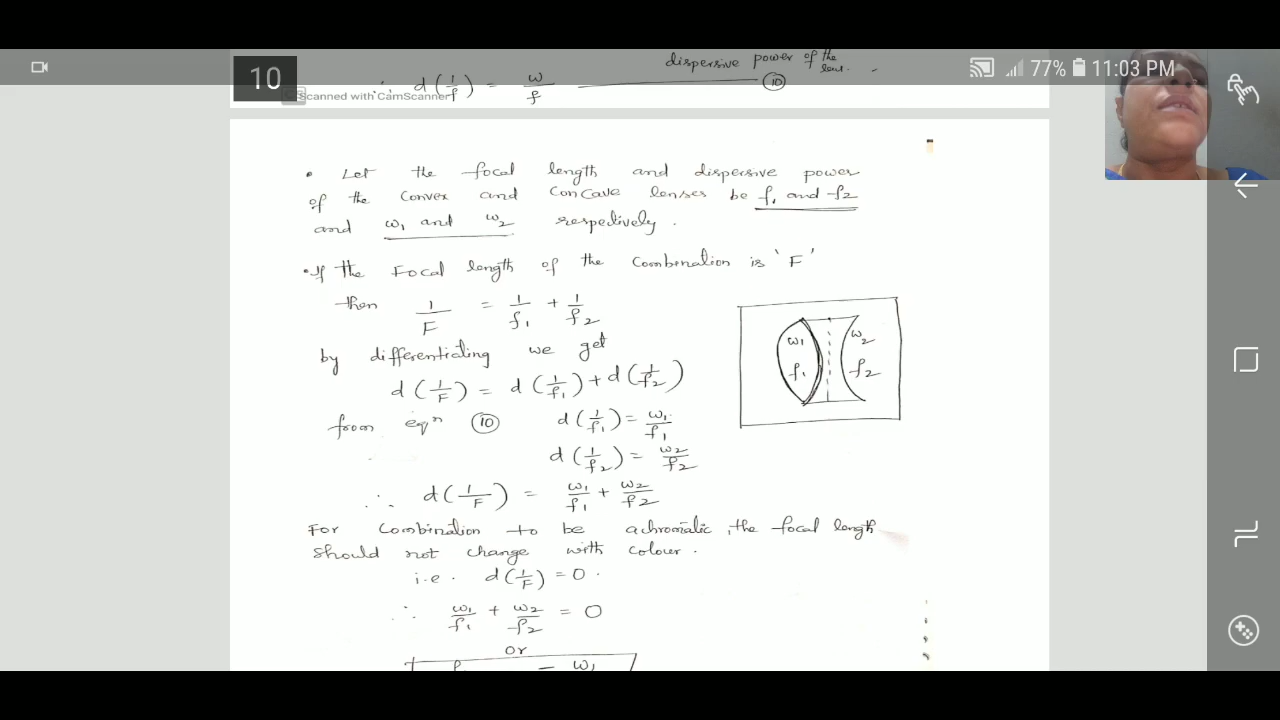 dispersive power of the
lens.
10
77% 11:03 PM
∴ d(1/f) = ω/f ——— (10)
Scanned with CamScanner
• Let the focal length and dispersive power
of the convex and concave lenses be f₁ and f₂
and ω₁ and ω₂ respectively.
• If the Focal length of the combination is 'F'
then 1/F = 1/f₁ + 1/f₂
by differentiating we get
d(1/F) = d(1/f₁) + d(1/f₂)
from eqⁿ (10) d(1/f₁) = ω₁/f₁
d(1/f₂) = ω₂/f₂
∴ d(1/F) = ω₁/f₁ + ω₂/f₂
ω₁ ω₂
f₁ f₂
For combination to be achromatic, the focal length
should not change with colour.
i.e. d(1/F) = 0.
∴ ω₁/f₁ + ω₂/f₂ = 0
or
= ω₁